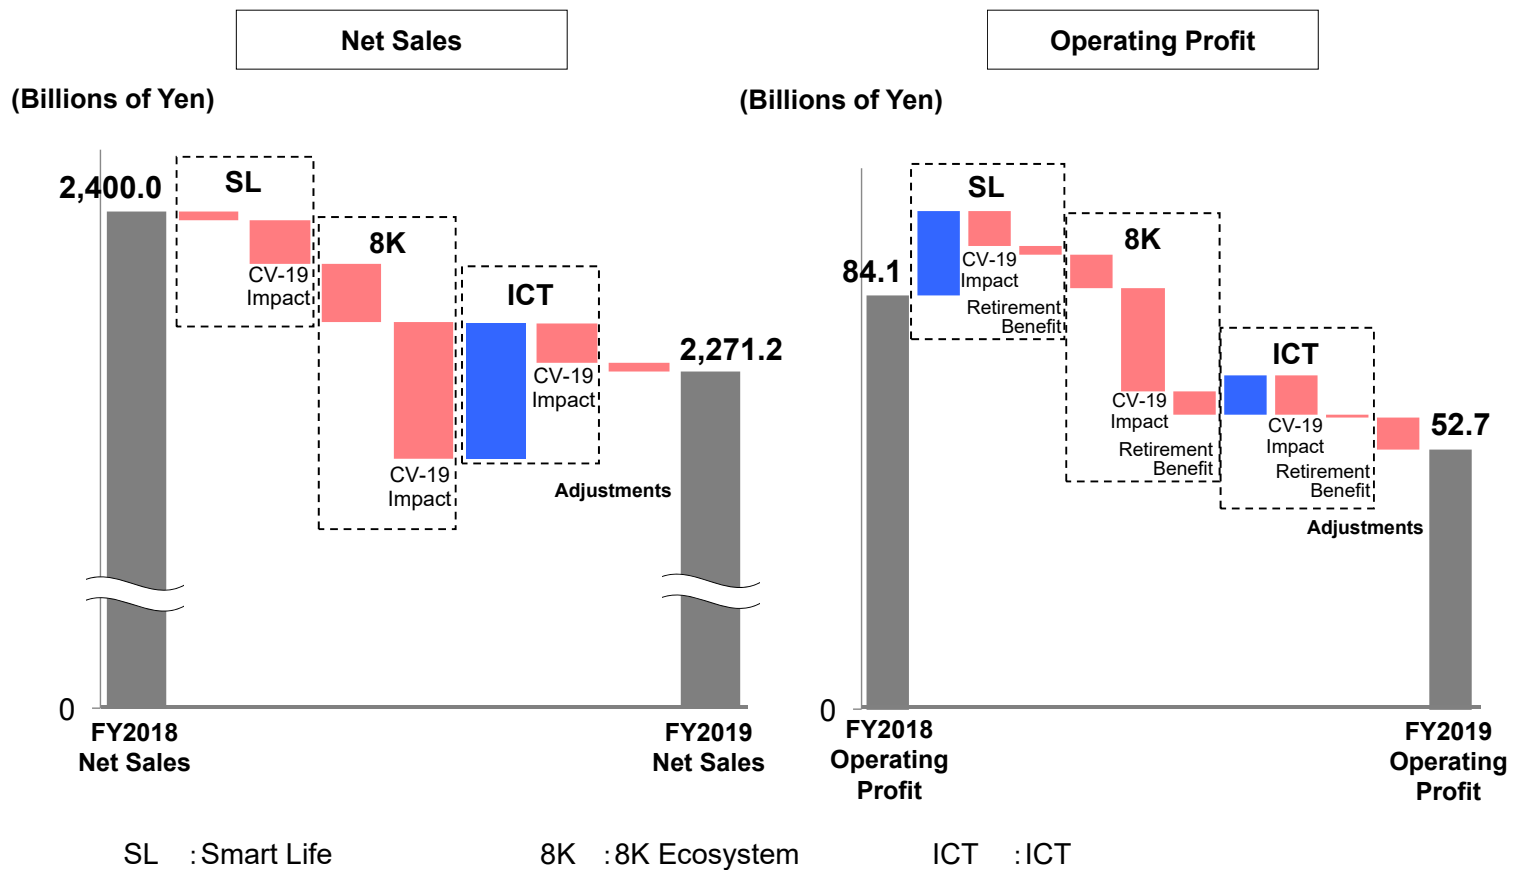 Net Sales
(Billions of Yen)
2,400.0
SL
CV-19
Impact
8K
CV-19
Impact
ICT
CV-19
Impact
Adjustments
2,271.2
0
FY2018
Net Sales
FY2019
Net Sales
Operating Profit
(Billions of Yen)
84.1
SL
CV-19
Impact
Retirement
Benefit
8K
CV-19
Impact
Retirement
Benefit
ICT
CV-19
Impact
Retirement
Benefit
Adjustments
52.7
0
FY2018
Operating
Profit
FY2019
Operating
Profit
SL :Smart Life 8K :8K Ecosystem ICT :ICT